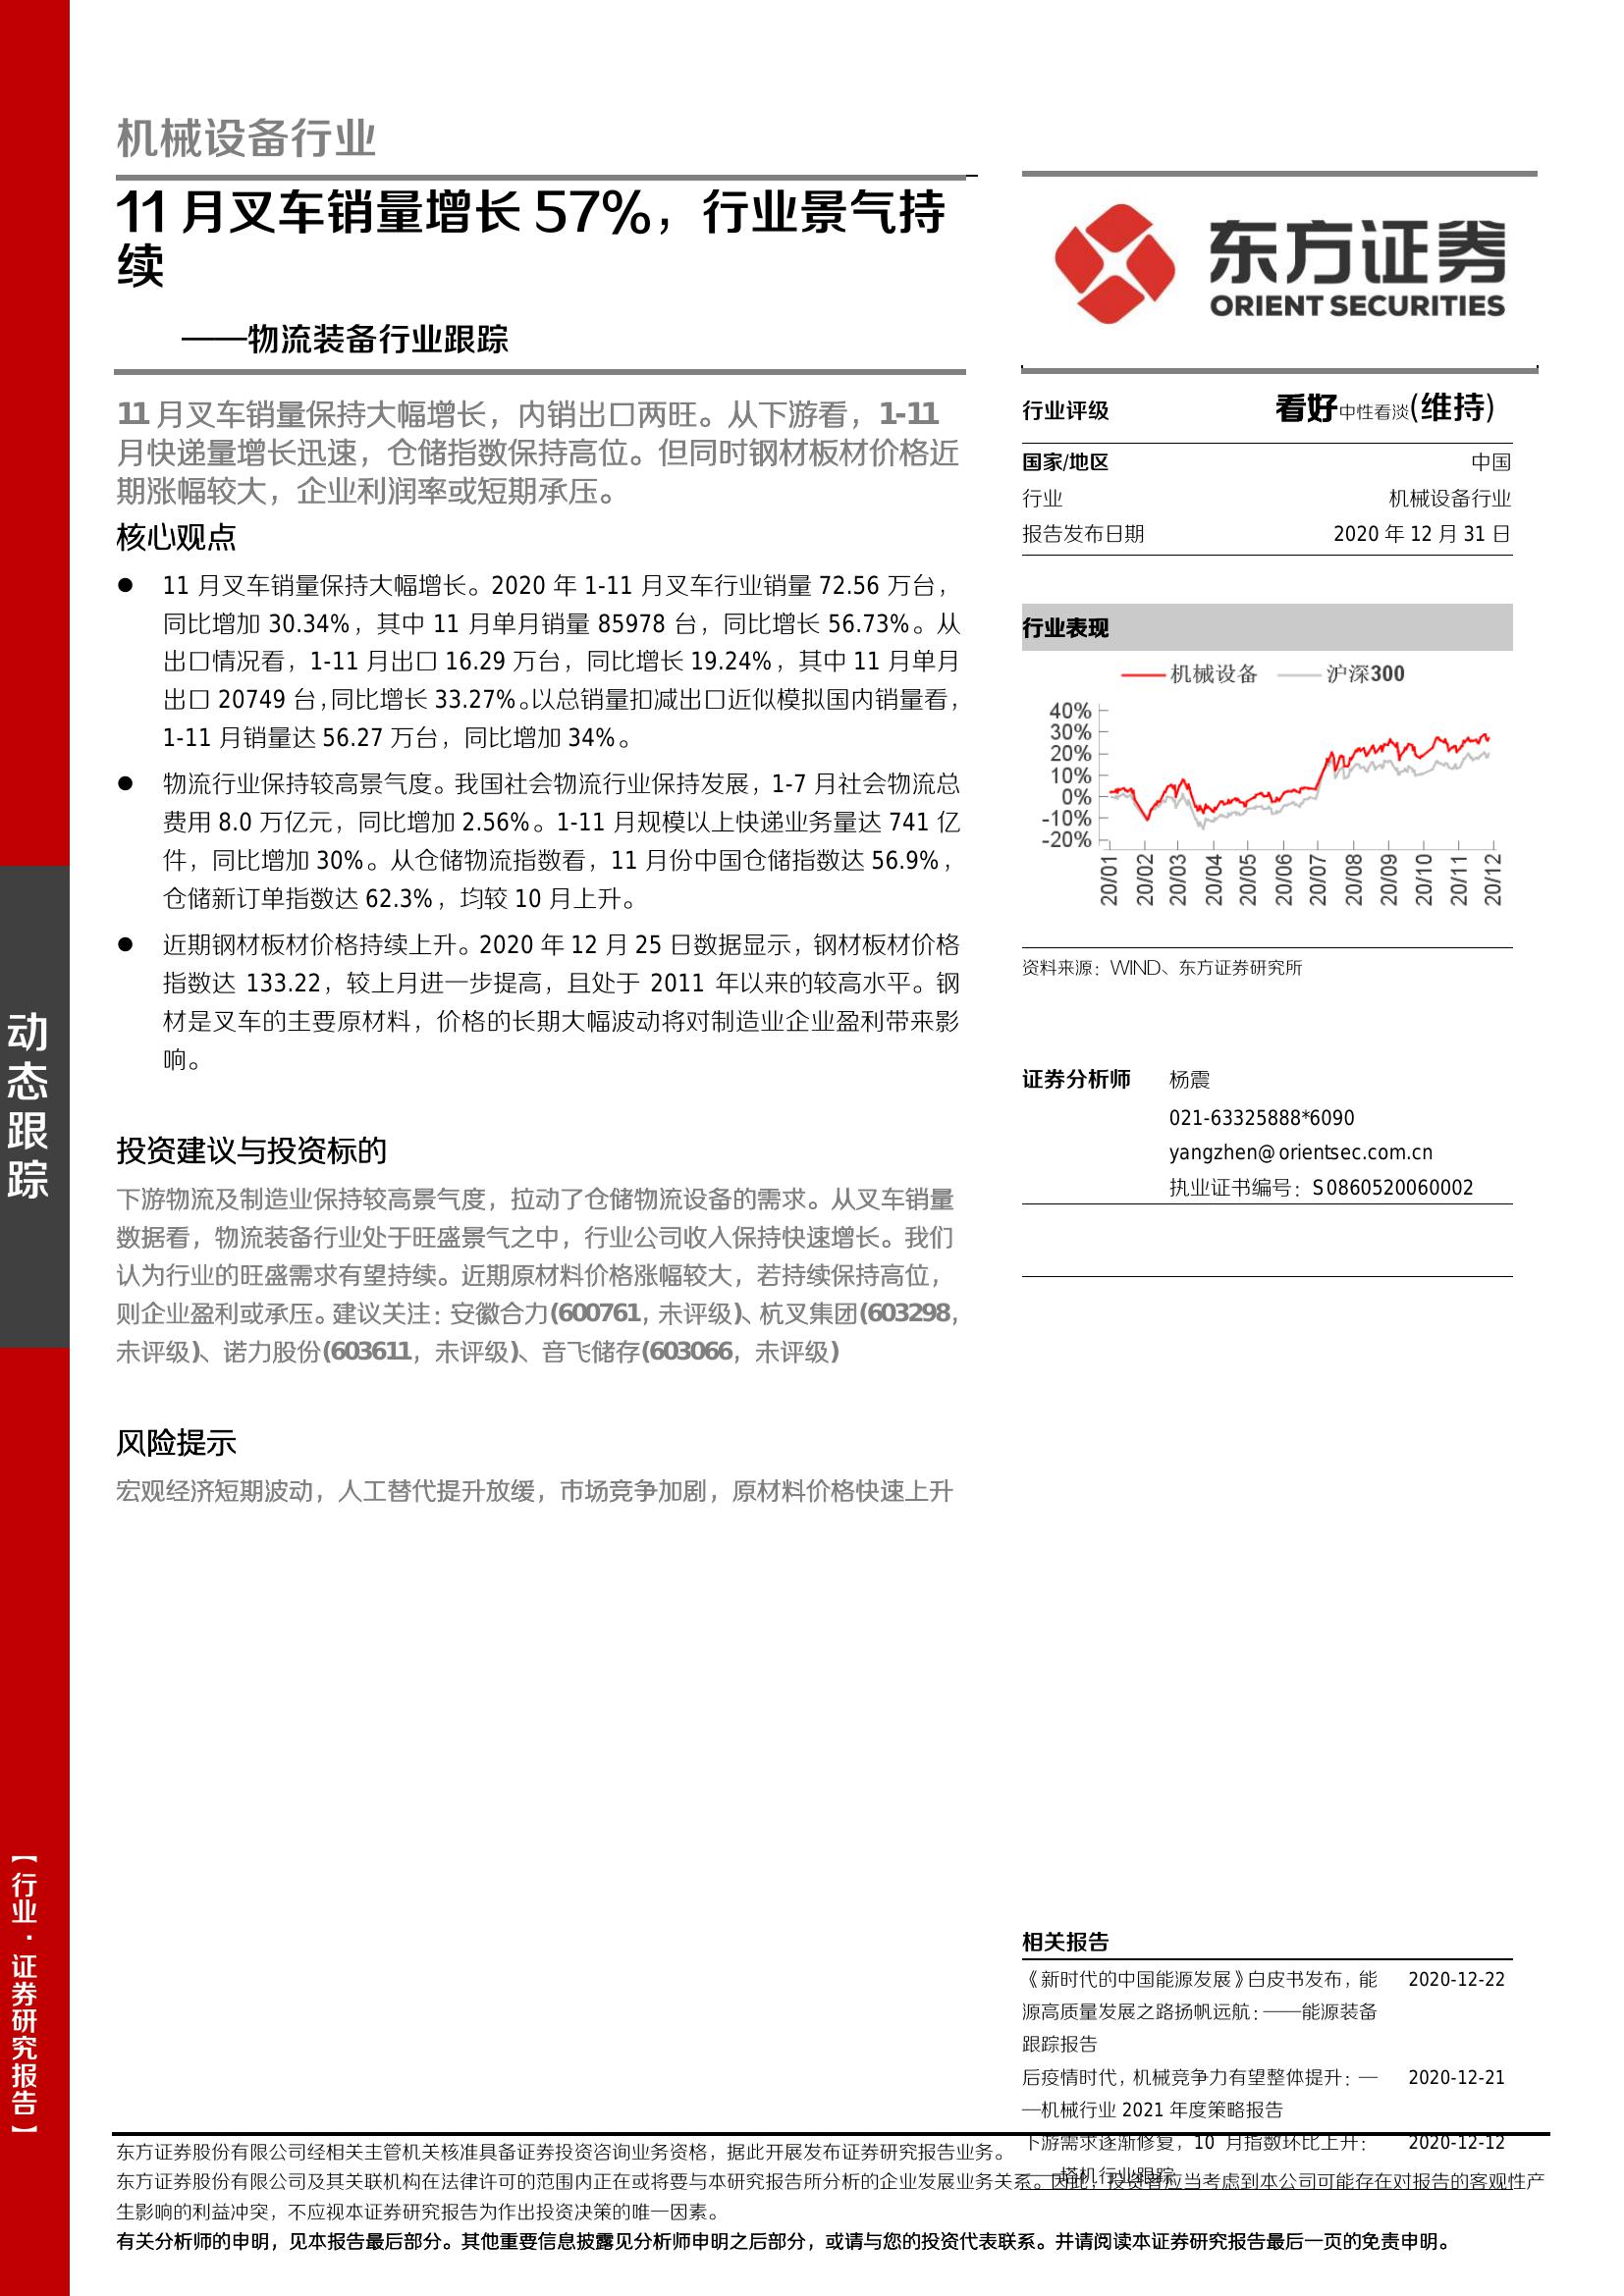 机械设备行业
11 月叉车销量增长 57%，行业景气持
续
——物流装备行业跟踪
11 月叉车销量保持大幅增长，内销出口两旺。从下游看，1-11
月快递量增长迅速，仓储指数保持高位。但同时钢材板材价格近
期涨幅较大，企业利润率或短期承压。
核心观点
● 11 月叉车销量保持大幅增长。2020 年 1-11 月叉车行业销量 72.56 万台，
同比增加 30.34%，其中 11 月单月销量 85978 台，同比增长 56.73%。从
出口情况看，1-11 月出口 16.29 万台，同比增长 19.24%，其中 11 月单月
出口 20749 台，同比增长 33.27%。以总销量扣减出口近似模拟国内销量看，
1-11 月销量达 56.27 万台，同比增加 34%。
● 物流行业保持较高景气度。我国社会物流行业保持发展，1-7 月社会物流总
费用 8.0 万亿元，同比增加 2.56%。1-11 月规模以上快递业务量达 741 亿
件，同比增加 30%。从仓储物流指数看，11 月份中国仓储指数达 56.9%，
仓储新订单指数达 62.3%，均较 10 月上升。
● 近期钢材板材价格持续上升。2020 年 12 月 25 日数据显示，钢材板材价格
指数达 133.22，较上月进一步提高，且处于 2011 年以来的较高水平。钢
材是叉车的主要原材料，价格的长期大幅波动将对制造业企业盈利带来影
响。
投资建议与投资标的
下游物流及制造业保持较高景气度，拉动了仓储物流设备的需求。从叉车销量
数据看，物流装备行业处于旺盛景气之中，行业公司收入保持快速增长。我们
认为行业的旺盛需求有望持续。近期原材料价格涨幅较大，若持续保持高位，
则企业盈利或承压。建议关注：安徽合力(600761，未评级)、杭叉集团(603298，
未评级)、诺力股份(603611，未评级)、音飞储存(603066，未评级)
风险提示
宏观经济短期波动，人工替代提升放缓，市场竞争加剧，原材料价格快速上升
东方证券
ORIENT SECURITIES
行业评级 看好中性看淡(维持)
国家/地区 中国
行业 机械设备行业
报告发布日期 2020 年 12 月 31 日
行业表现
机械设备 沪深300
40%
30%
20%
10%
0%
-10%
-20%
20/01 20/02 20/03 20/04 20/05 20/06 20/07 20/08 20/09 20/10 20/11 20/12
资料来源：WIND、东方证券研究所
证券分析师 杨震
021-63325888*6090
yangzhen@orientsec.com.cn
执业证书编号：S0860520060002
相关报告
《新时代的中国能源发展》白皮书发布，能 2020-12-22
源高质量发展之路扬帆远航：——能源装备
跟踪报告
后疫情时代，机械竞争力有望整体提升：— 2020-12-21
—机械行业 2021 年度策略报告
下游需求逐渐修复，10 月指数环比上升： 2020-12-12
——塔机行业跟踪
动态跟踪
【行业·证券研究报告】
东方证券股份有限公司经相关主管机关核准具备证券投资咨询业务资格，据此开展发布证券研究报告业务。
东方证券股份有限公司及其关联机构在法律许可的范围内正在或将要与本研究报告所分析的企业发展业务关系。因此，投资者应当考虑到本公司可能存在对报告的客观性产
生影响的利益冲突，不应视本证券研究报告为作出投资决策的唯一因素。
有关分析师的申明，见本报告最后部分。其他重要信息披露见分析师申明之后部分，或请与您的投资代表联系。并请阅读本证券研究报告最后一页的免责申明。